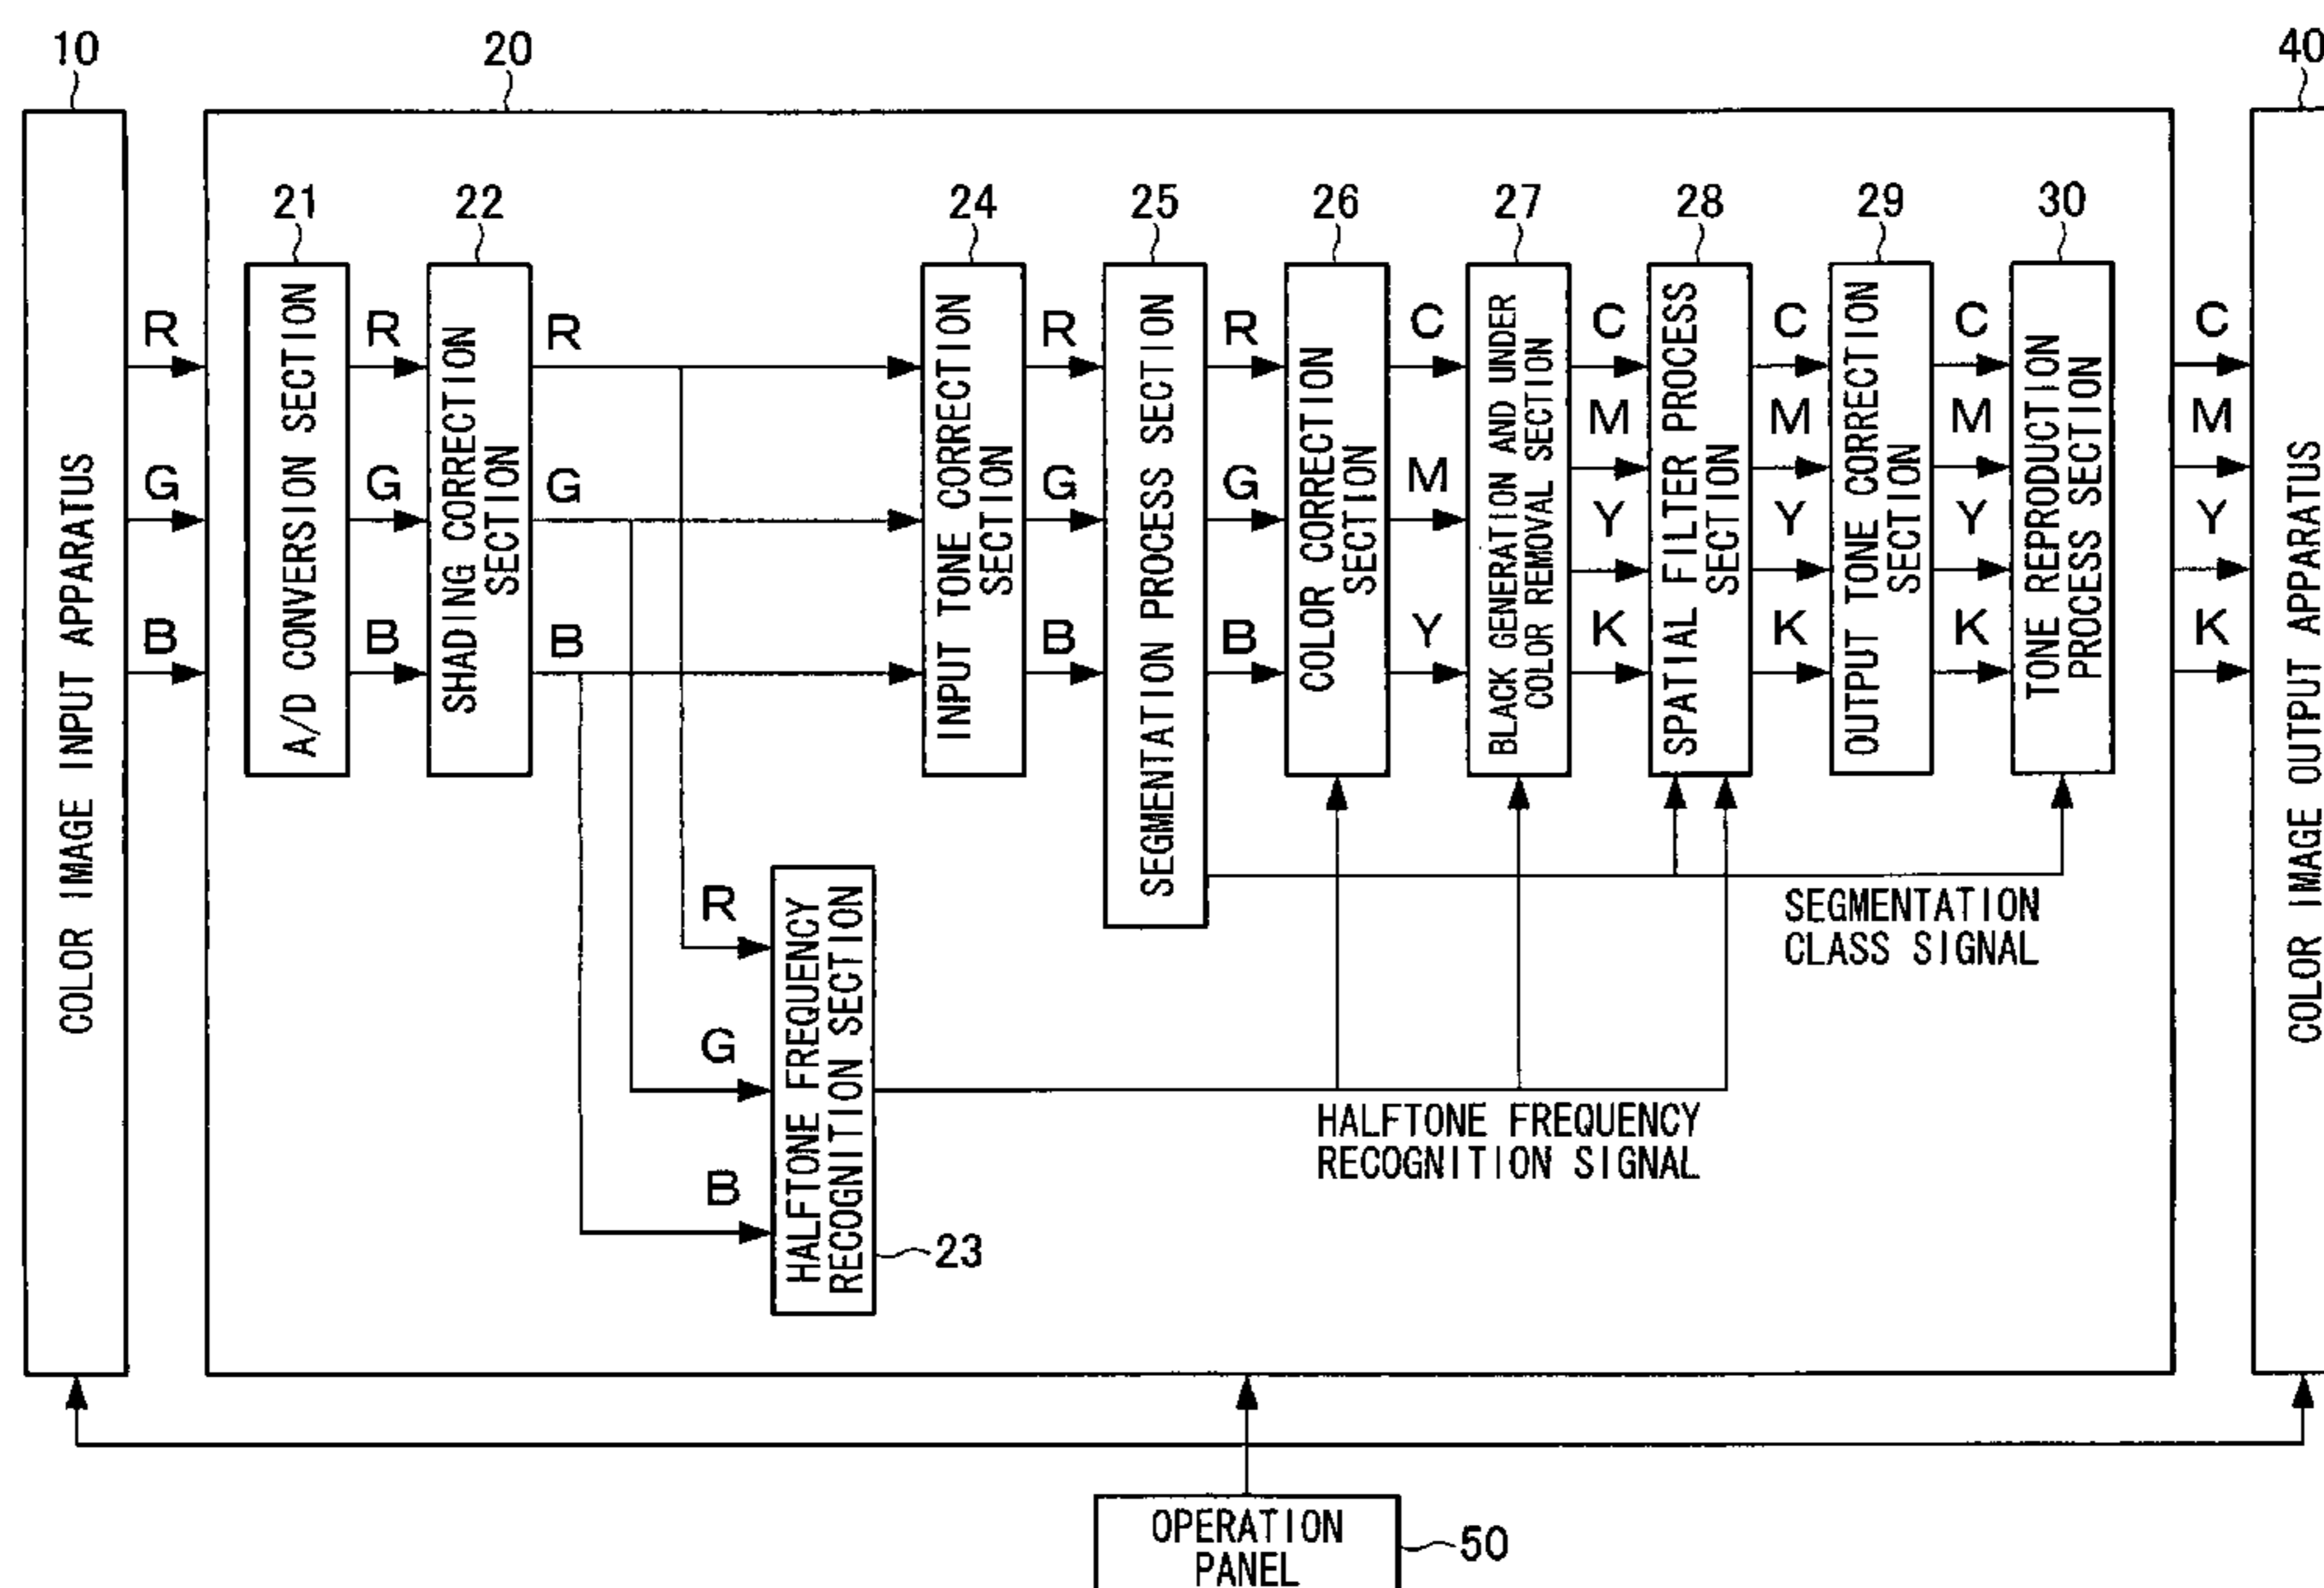 10
20
40
21
22
24
25
26
27
28
29
30
COLOR IMAGE INPUT APPARATUS
R
G
B
A/D CONVERSION SECTION
R
G
B
SHADING CORRECTION
SECTION
R
G
B
INPUT TONE CORRECTION
SECTION
R
G
B
SEGMENTATION PROCESS SECTION
R
G
B
COLOR CORRECTION
SECTION
C
M
Y
BLACK GENERATION AND UNDER
COLOR REMOVAL SECTION
C
M
Y
K
SPATIAL FILTER PROCESS
SECTION
C
M
Y
K
OUTPUT TONE CORRECTION
SECTION
C
M
Y
K
TONE REPRODUCTION
PROCESS SECTION
C
M
Y
K
COLOR IMAGE OUTPUT APPARATUS
R
G
B
HALFTONE FREQUENCY
RECOGNITION SECTION
23
SEGMENTATION
CLASS SIGNAL
HALFTONE FREQUENCY
RECOGNITION SIGNAL
OPERATION
PANEL
50